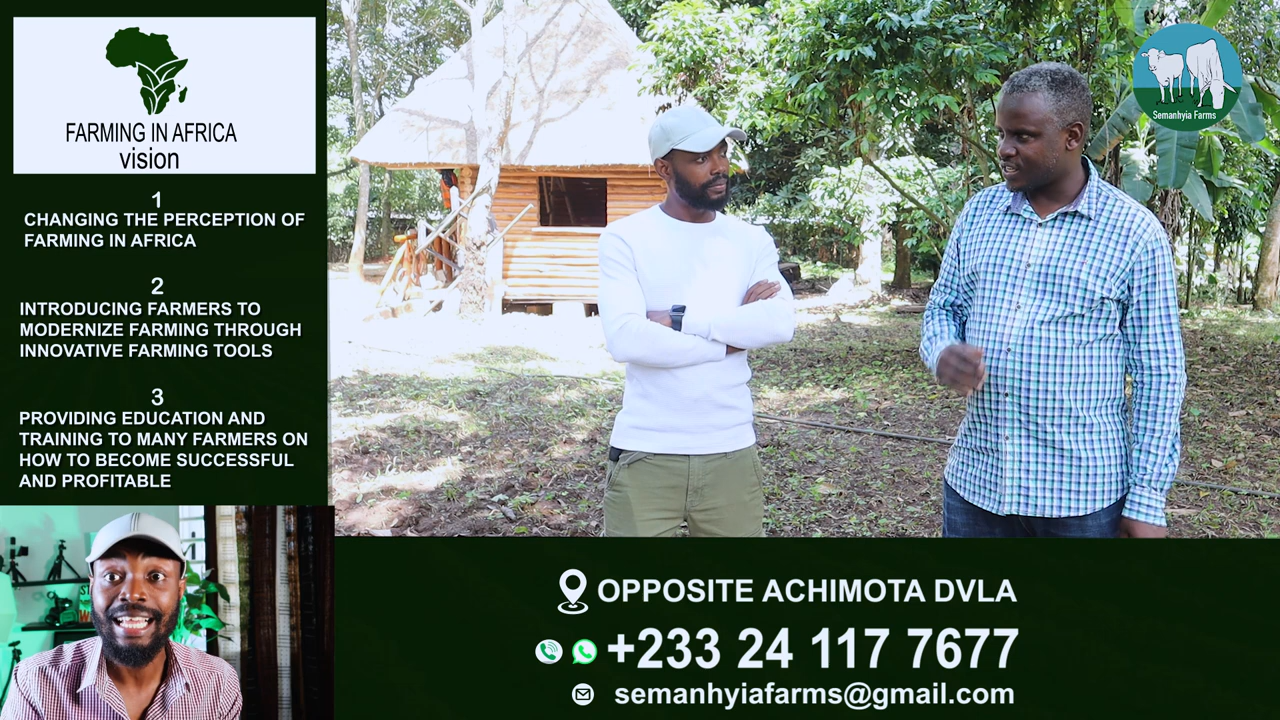 FARMING IN AFRICA
vision
1
CHANGING THE PERCEPTION OF
FARMING IN AFRICA
2
INTRODUCING FARMERS TO
MODERNIZE FARMING THROUGH
INNOVATIVE FARMING TOOLS
3
PROVIDING EDUCATION AND
TRAINING TO MANY FARMERS ON
HOW TO BECOME SUCCESSFUL
AND PROFITABLE
Semanhyia Farms
OPPOSITE ACHIMOTA DVLA
+233 24 117 7677
semanhyiafarms@gmail.com